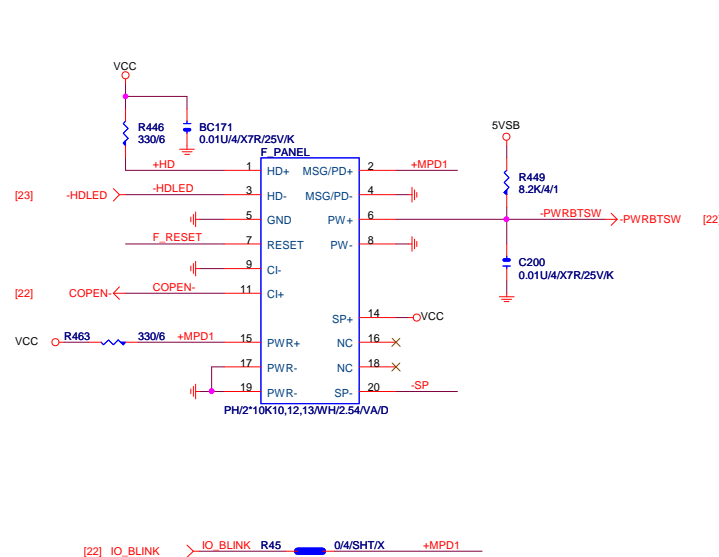 VCC
R446
330/6
BC171
0.01U/4/X7R/25V/K
F_PANEL
5VSB
R449
8.2K/4/1
+HD 1 HD+ MSG/PD+ 2 +MPD1
[23] -HDLED -HDLED 3 HD- MSG/PD- 4
5 GND PW+ 6 -PWRBTSW -PWRBTSW [22
F_RESET 7 RESET PW- 8
9 CI-
C200
0.01U/4/X7R/25V/K
[22] COPEN- COPEN- 11 CI+
SP+ 14 VCC
VCC R463 330/6 +MPD1 15 PWR+ NC 16
17 PWR- NC 18
19 PWR- SP- 20 -SP
PH/2*10K10,12,13/WH/2.54/VA/D
[22] IO_BLINK IO_BLINK R45 0/4/SHT/X +MPD1